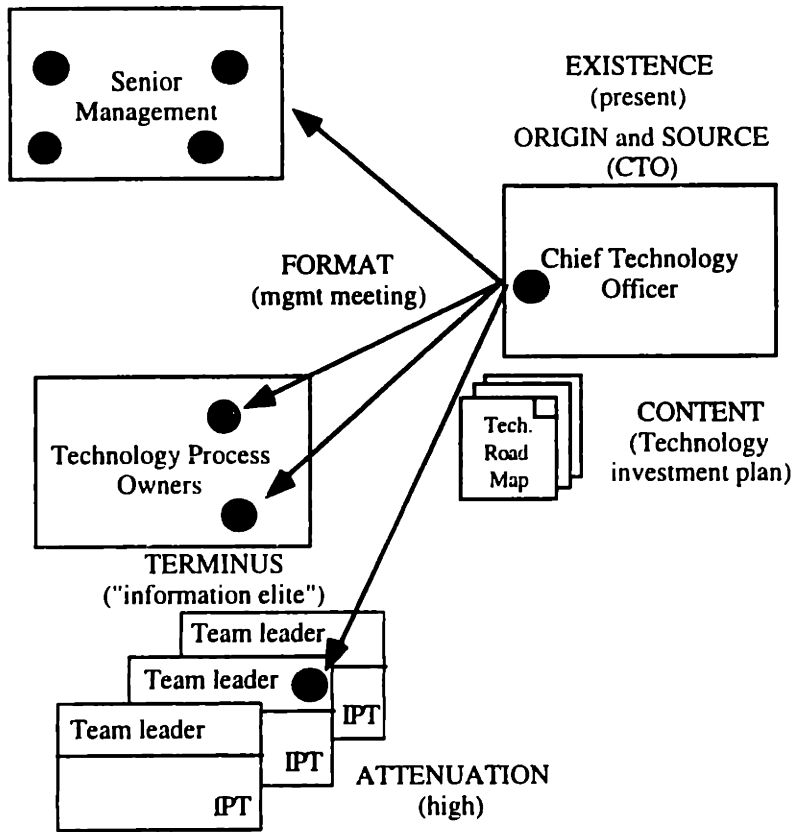 Senior
Management
EXISTENCE
(present)
ORIGIN and SOURCE
(CTO)
Chief Technology
Officer
FORMAT
(mgmt meeting)
Tech.
Road
Map
CONTENT
(Technology
investment plan)
Technology Process
Owners
TERMINUS
("information elite")
Team leader
IPT
Team leader
IPT
Team leader
IPT
ATTENUATION
(high)